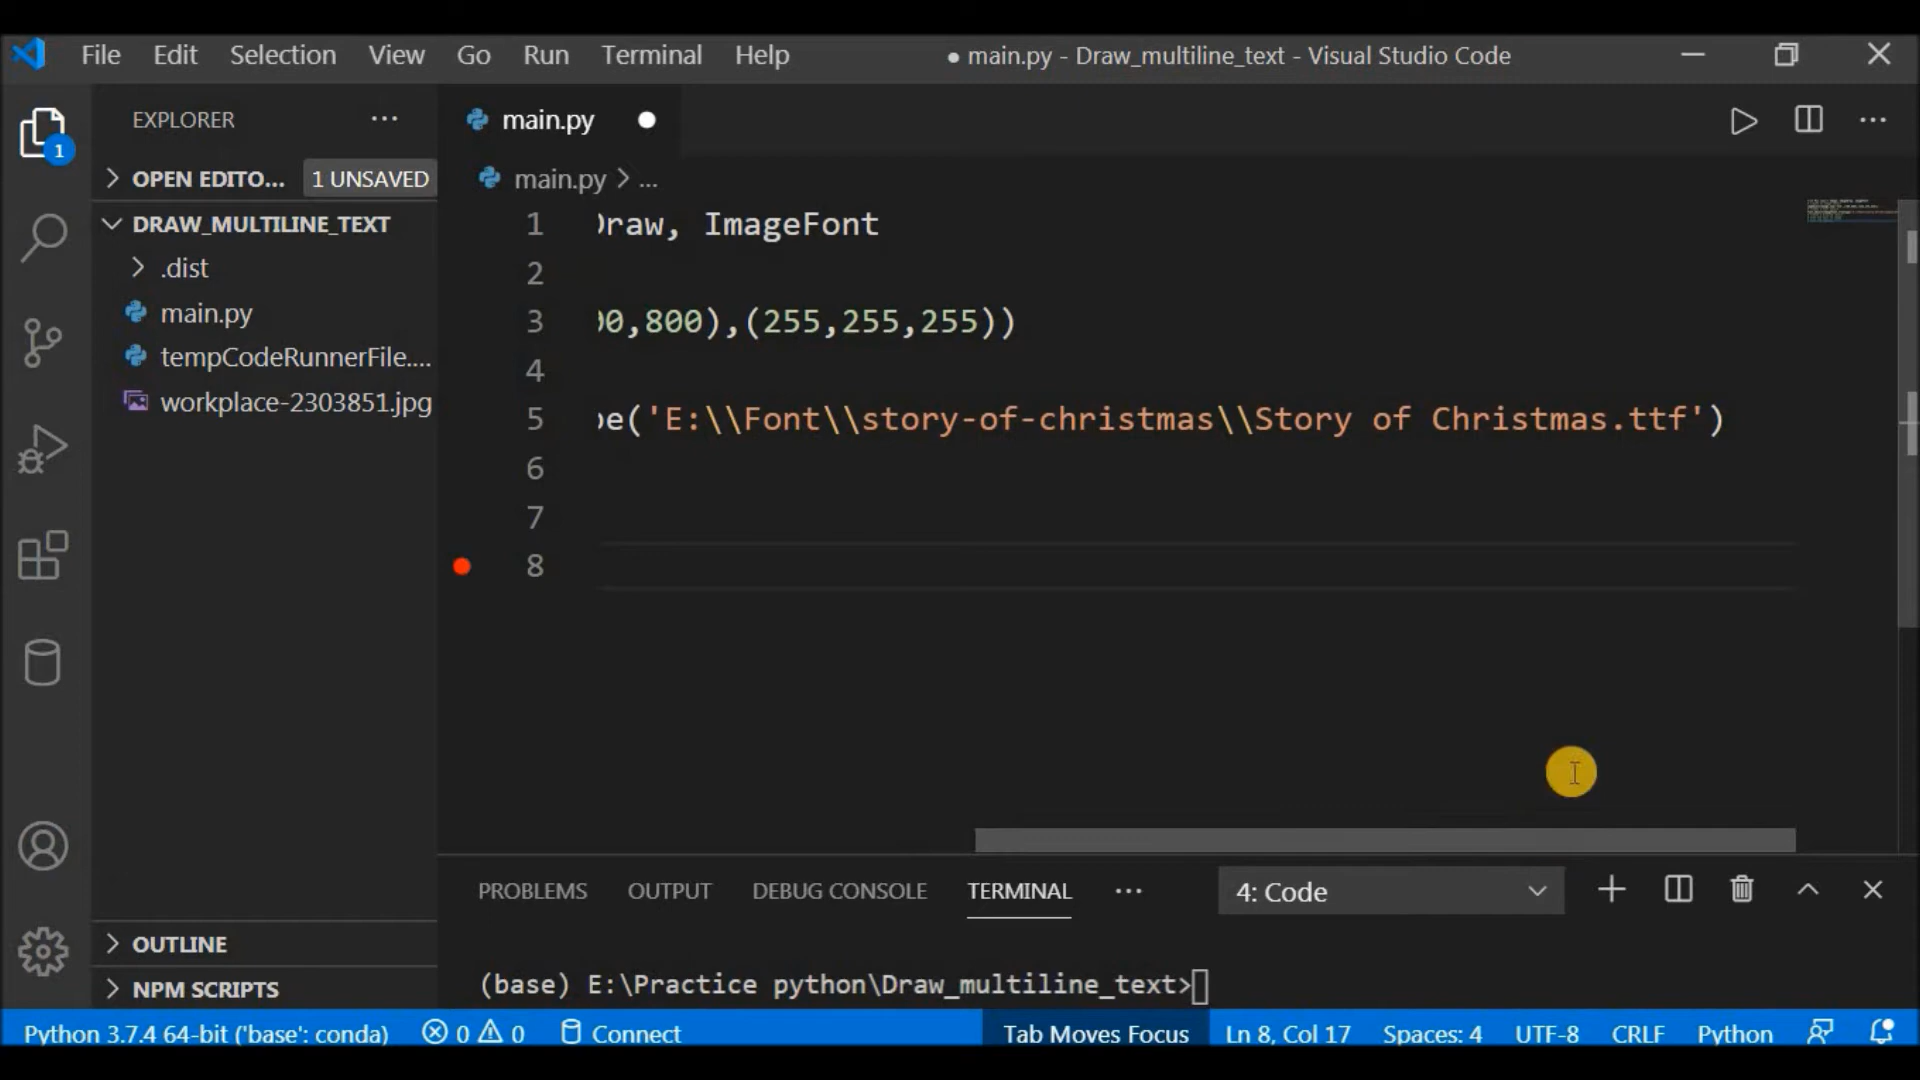 File Edit Selection View Go Run Terminal Help
● main.py - Draw_multiline_text - Visual Studio Code
EXPLORER ···
main.py ●
OPEN EDITO... 1 UNSAVED
main.py > ...
DRAW_MULTILINE_TEXT
.dist
main.py
tempCodeRunnerFile....
workplace-2303851.jpg
1 Draw, ImageFont
2
3 00,800),(255,255,255))
4
5 pe('E:\\Font\\story-of-christmas\\Story of Christmas.ttf')
6
7
8
1
PROBLEMS OUTPUT DEBUG CONSOLE TERMINAL ··· 4: Code
OUTLINE
NPM SCRIPTS
(base) E:\Practice python\Draw_multiline_text>
Python 3.7.4 64-bit ('base': conda) 0 0 Connect Tab Moves Focus Ln 8, Col 17 Spaces: 4 UTF-8 CRLF Python